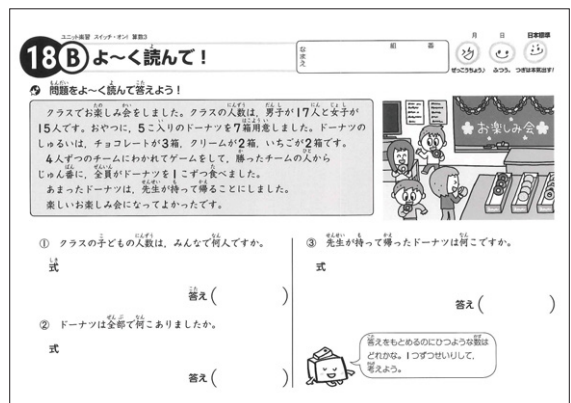 ユニット演習 スイッチ・オン! 算数3
18 B よ〜く読んで!
なまえ 組 番
月 日 日本標準
ぜっこうちょう♪ ふつう。 つぎは本気出す!
問題をよ〜く読んで答えよう!
クラスでお楽しみ会をしました。クラスの人数は,男子が17人と女子が
15人です。おやつに,5こ入りのドーナツを7箱用意しました。ドーナツの
しゅるいは,チョコレートが3箱,クリームが2箱,いちごが2箱です。
4人ずつのチームにわかれてゲームをして,勝ったチームの人から
じゅん番に,全員がドーナツを1こずつ食べました。
あまったドーナツは,先生が持って帰ることにしました。
楽しいお楽しみ会になってよかったです。
お楽しみ会
① クラスの子どもの人数は,みんなで何人ですか。
式
答え( )
② ドーナツは全部で何こありましたか。
式
答え( )
③ 先生が持って帰ったドーナツは何こですか。
式
答え( )
答えをもとめるのにひつような数は
どれかな。1つずつせいりして,
考えよう。